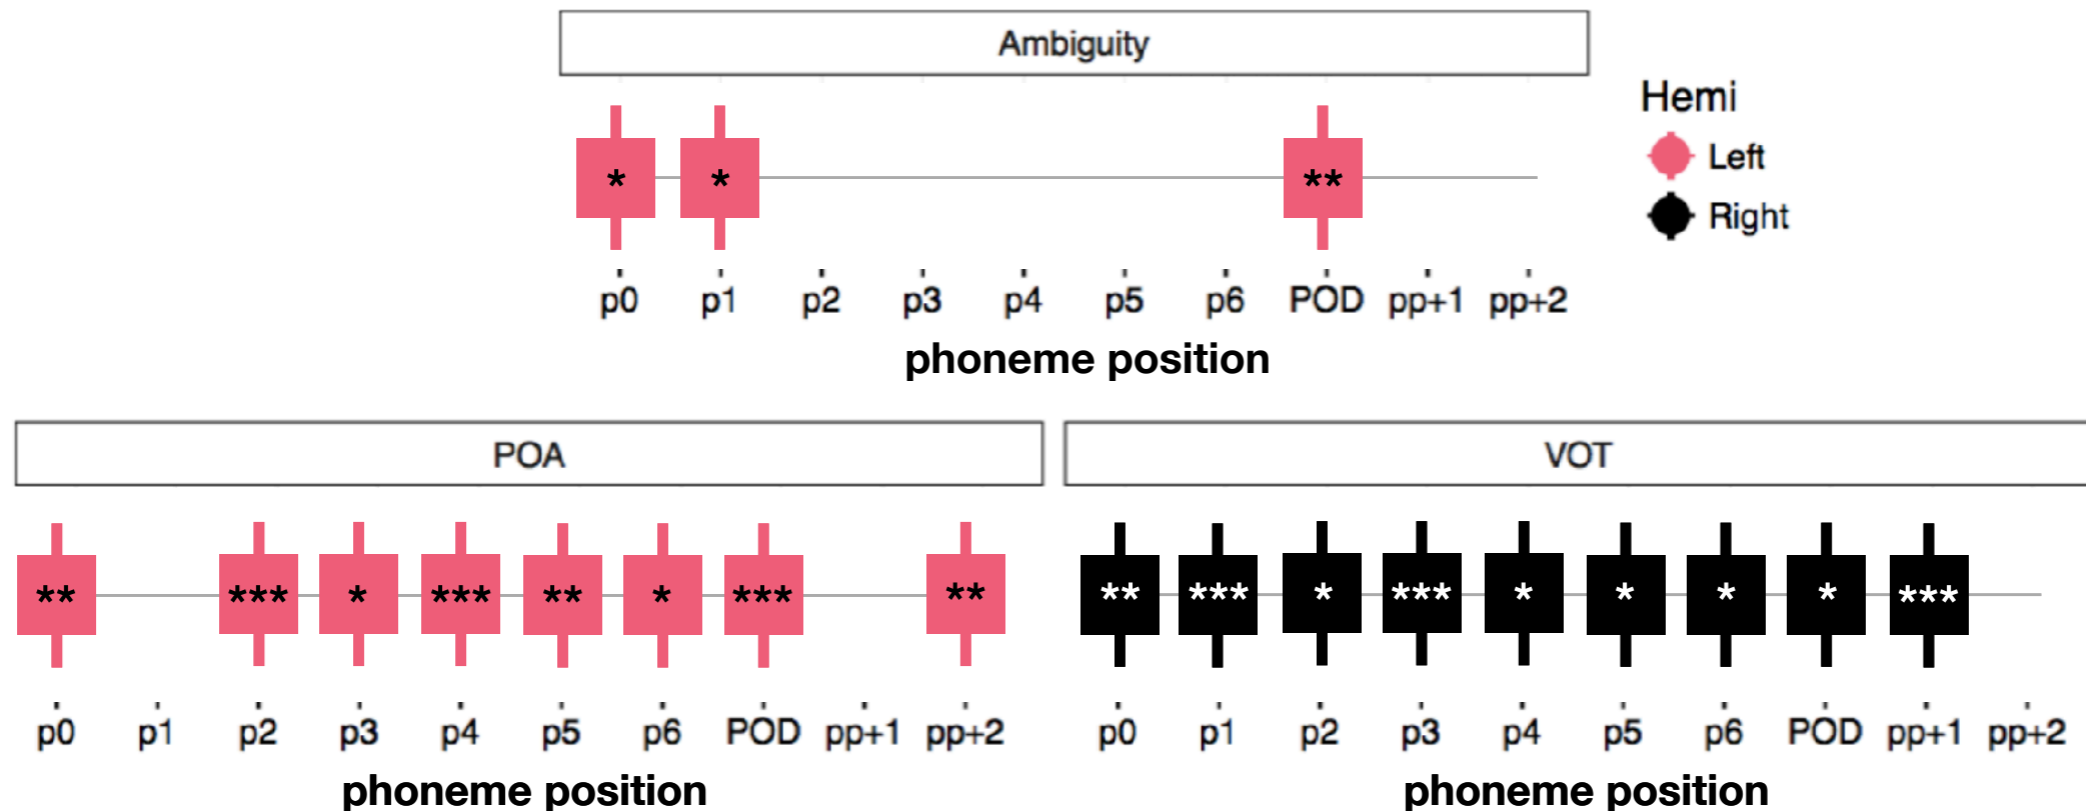 Ambiguity
Hemi
Left
Right
* * **
p0 p1 p2 p3 p4 p5 p6 POD pp+1 pp+2
phoneme position
POA
** *** * *** ** * *** **
p0 p1 p2 p3 p4 p5 p6 POD pp+1 pp+2
phoneme position
VOT
** *** * *** * * * * ***
p0 p1 p2 p3 p4 p5 p6 POD pp+1 pp+2
phoneme position